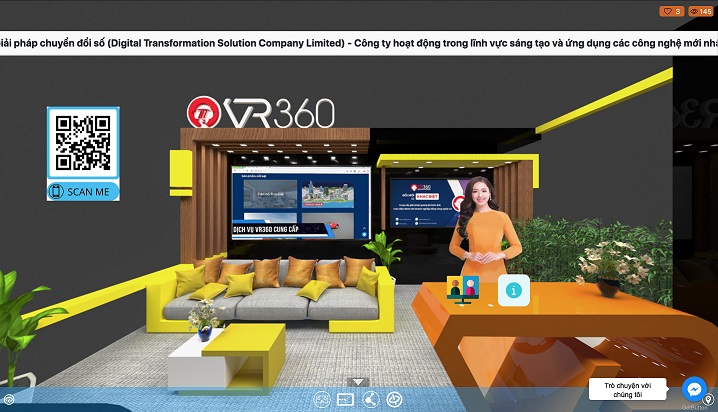 3
145
iải pháp chuyển đổi số (Digital Transformation Solution Company Limited) - Công ty hoạt động trong lĩnh vực sáng tạo và ứng dụng các công nghệ mới nhấ
VR360
SCAN ME
DỊCH VỤ VR360 CUNG CẤP
KHÁC BIỆT
Trò chuyện với
chúng tôi